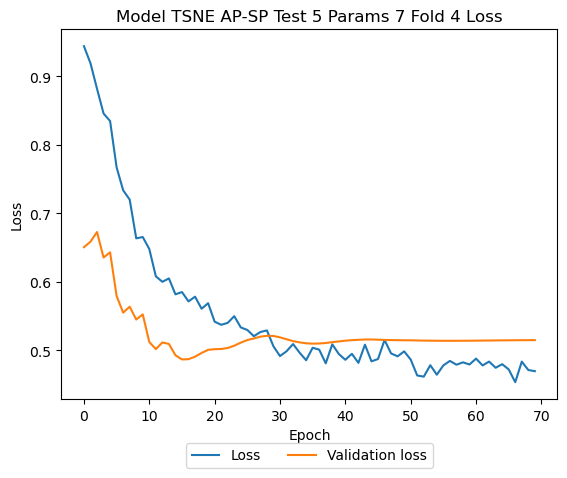 Model TSNE AP-SP Test 5 Params 7 Fold 4 Loss
0.9
0.8
0.7
0.6
0.5
Loss
0 10 20 30 40 50 60 70
Epoch
Loss Validation loss